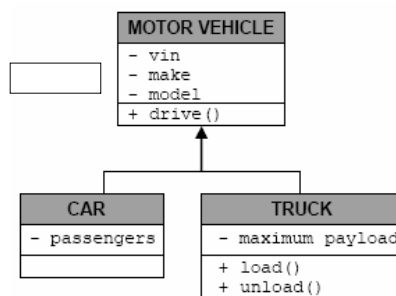 MOTOR VEHICLE
- vin
- make
- model
+ drive()
CAR
- passengers
TRUCK
- maximum payload
+ load()
+ unload()